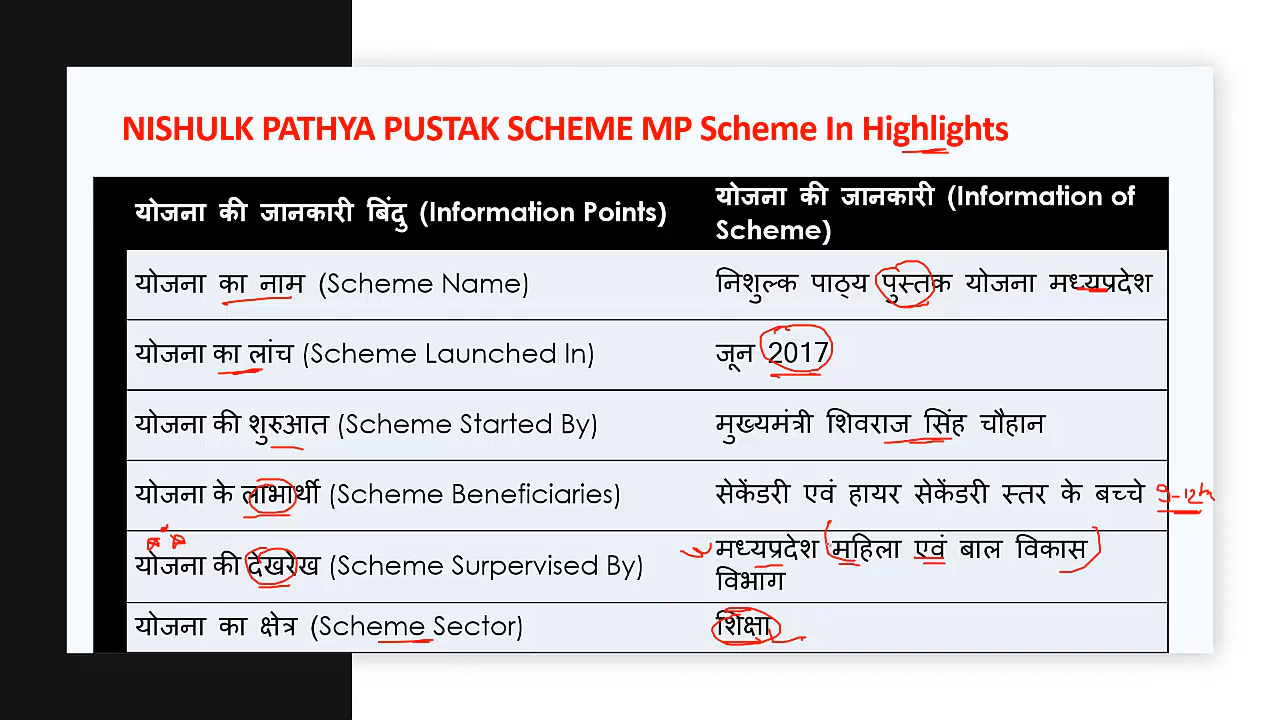 NISHULK PATHYA PUSTAK SCHEME MP Scheme In Highlights
योजना की जानकारी बिंदु (Information Points)
योजना की जानकारी (Information of
Scheme)
योजना का नाम (Scheme Name)
निशुल्क पाठ्य पुस्तक योजना मध्यप्रदेश
योजना का लांच (Scheme Launched In)
जून 2017
योजना की शुरुआत (Scheme Started By)
मुख्यमंत्री शिवराज सिंह चौहान
योजना के लाभार्थी (Scheme Beneficiaries)
सेकेंडरी एवं हायर सेकेंडरी स्तर के बच्चे 9-12th
योजना की देखरेख (Scheme Surpervised By)
मध्यप्रदेश (महिला एवं बाल विकास)
विभाग
योजना का क्षेत्र (Scheme Sector)
शिक्षा